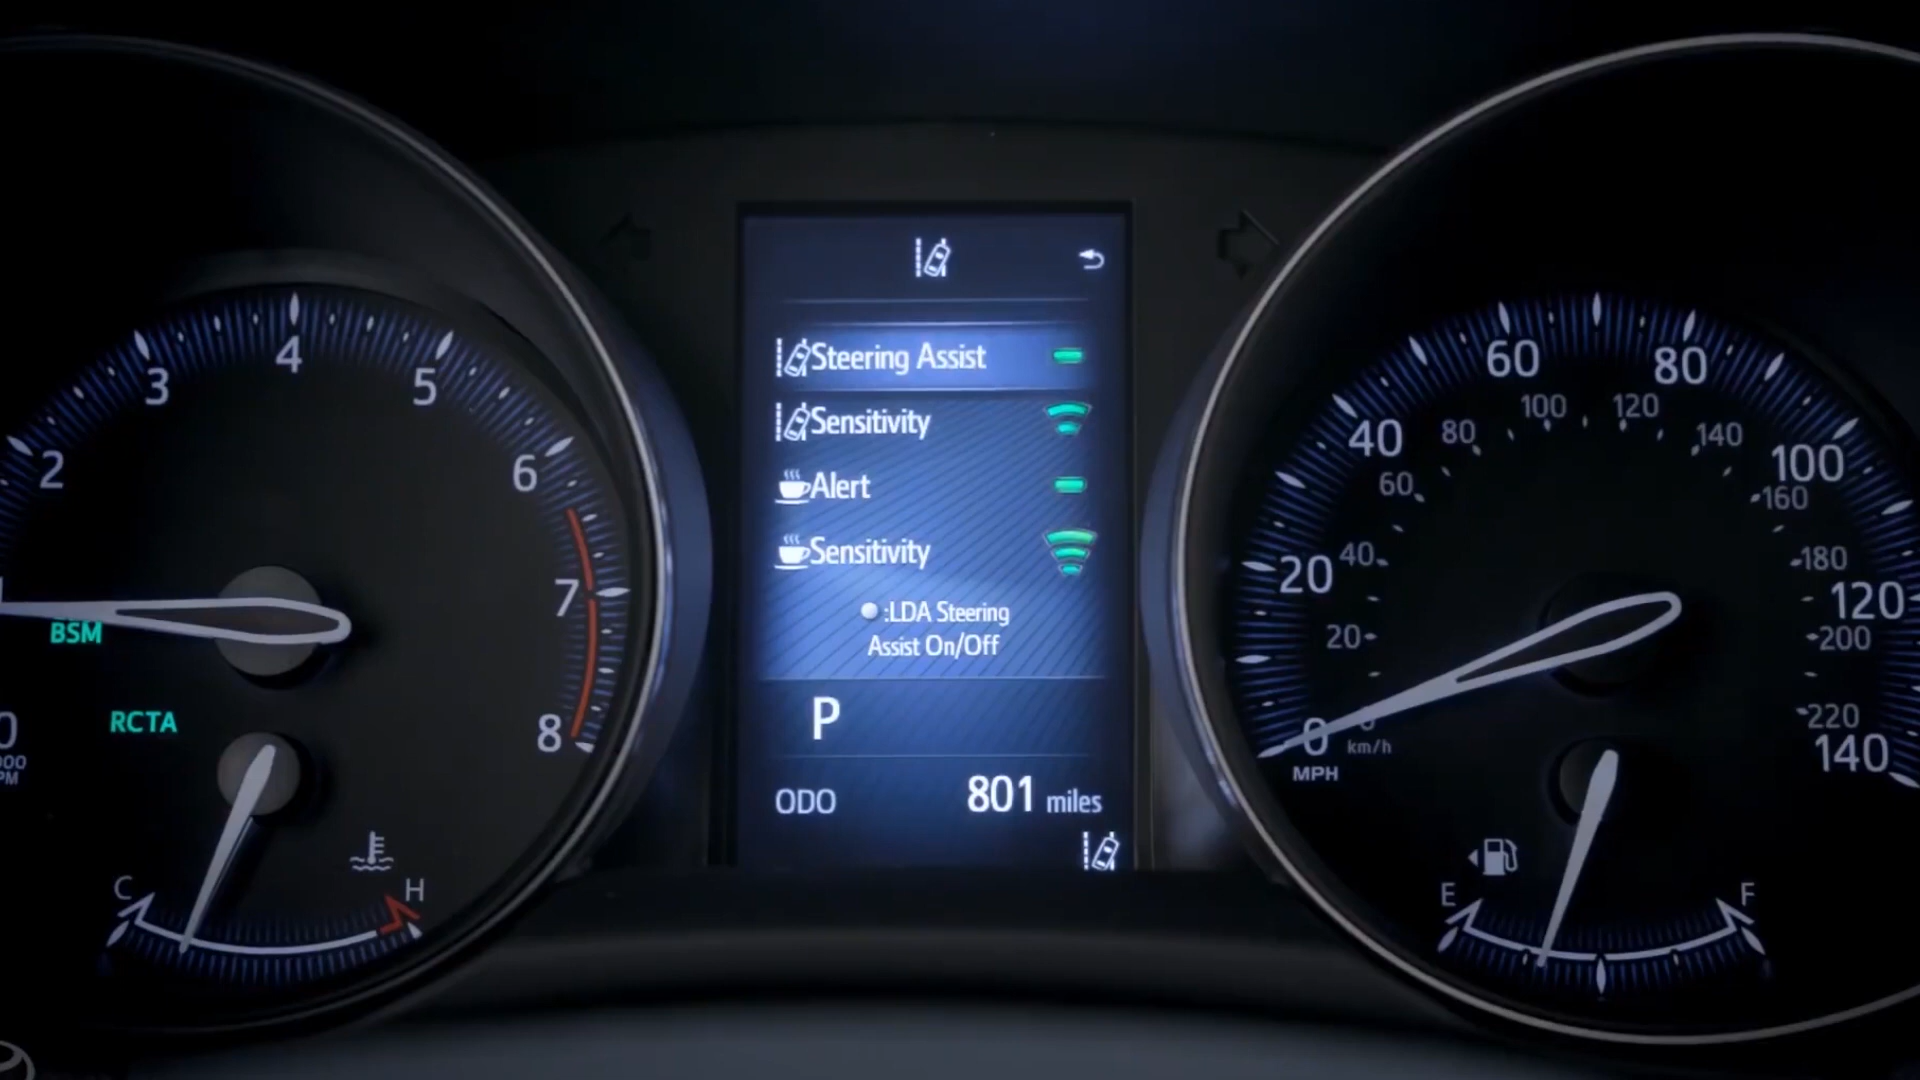 2
3
4
5
6
7
8
BSM
RCTA
C
H
Steering Assist
Sensitivity
Alert
Sensitivity
:LDA Steering
Assist On/Off
P
ODO 801 miles
0
20
40
60
80
100
120
140
MPH
20
40
60
80
100
120
140
160
180
200
220
km/h
E
F